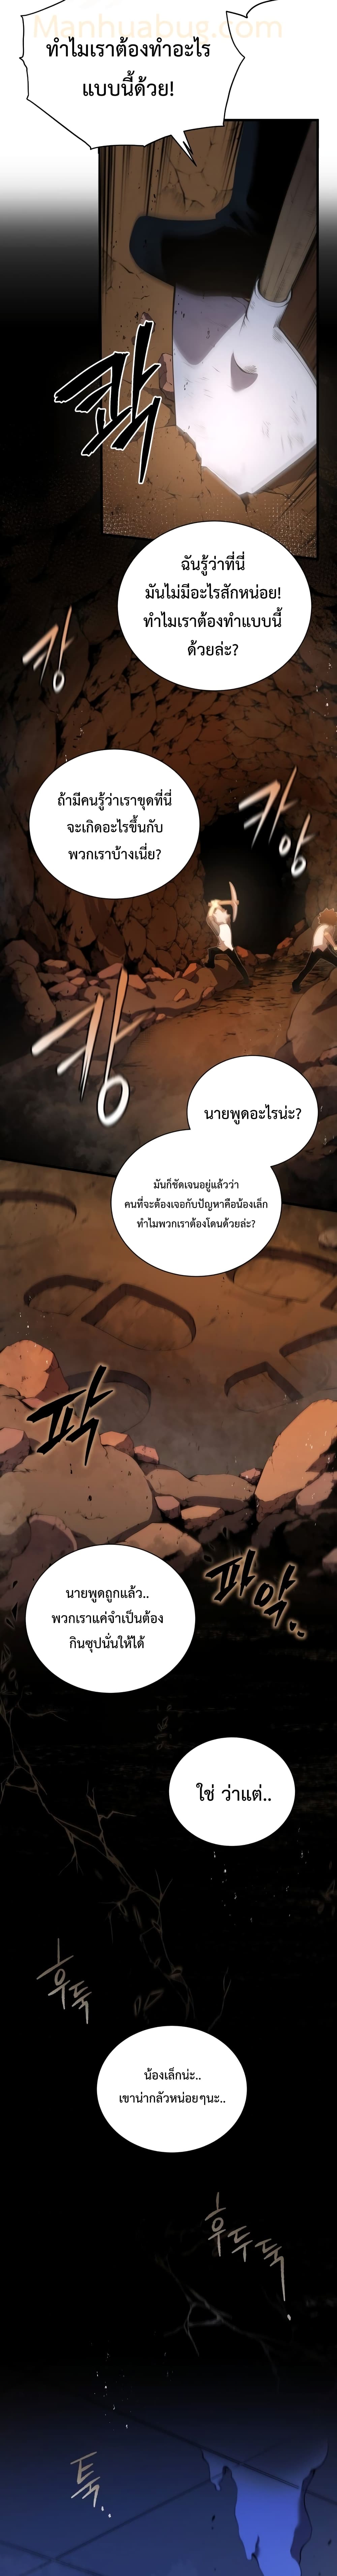 Manhuabug.com
ทำไมเราต้องทำอะไร
แบบนี้ด้วย!
콱
ฉันรู้ว่าที่นี่
มันไม่มีอะไรสักหน่อย!
ทำไมเราต้องทำแบบนี้
ด้วยล่ะ?
캉
ถ้ามีคนรู้ว่าเราขุดที่นี่
จะเกิดอะไรขึ้นกับ
พวกเราบ้างเนี่ย?
캉
นายพูดอะไรน่ะ?
มันก็ชัดเจนอยู่แล้วว่า
คนที่จะต้องเจอกับปัญหาคือน้องเล็ก
ทำไมพวกเราต้องโดนด้วยล่ะ?
팍
파악..
นายพูดถูกแล้ว..
พวกเราแค่จำเป็นต้อง
กินซุปนั่นให้ได้
ใช่ ว่าแต่..
후둑
น้องเล็กน่ะ..
เขาน่ากลัวหน่อยๆนะ..
후두둑
툭..